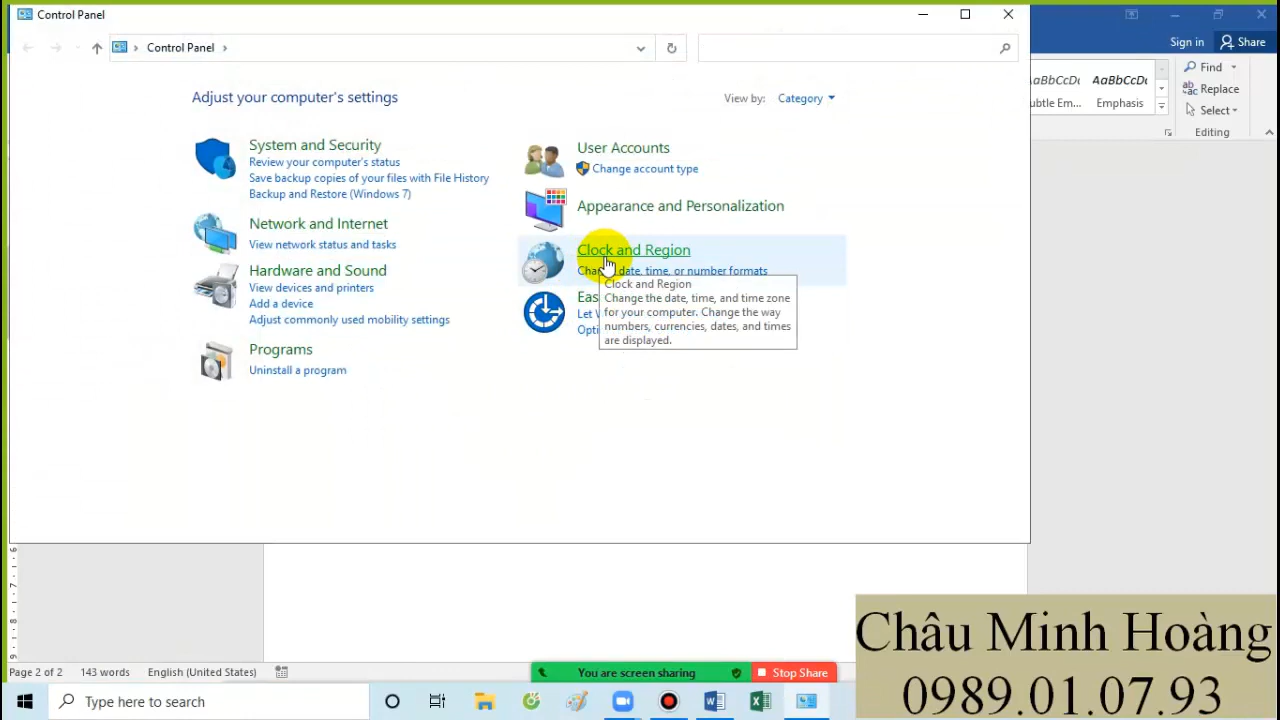 Control Panel
Control Panel
Sign in
Share
Adjust your computer's settings
View by:
Category
Find
Replace
Select
Editing
AaBbCcDc
ubtle Em...
Emphasis
System and Security
Review your computer's status
Save backup copies of your files with File History
Backup and Restore (Windows 7)
Network and Internet
View network status and tasks
Hardware and Sound
View devices and printers
Add a device
Adjust commonly used mobility settings
Programs
Uninstall a program
User Accounts
Change account type
Appearance and Personalization
Clock and Region
date, time, or number formats
Clock and Region
Change the date, time, and time zone
for your computer. Change the way
numbers, currencies, dates, and times
are displayed.
Page 2 of 2
143 words
English (United States)
You are screen sharing
Stop Share
Type here to search
Châu Minh Hoàng
0989.01.07.93